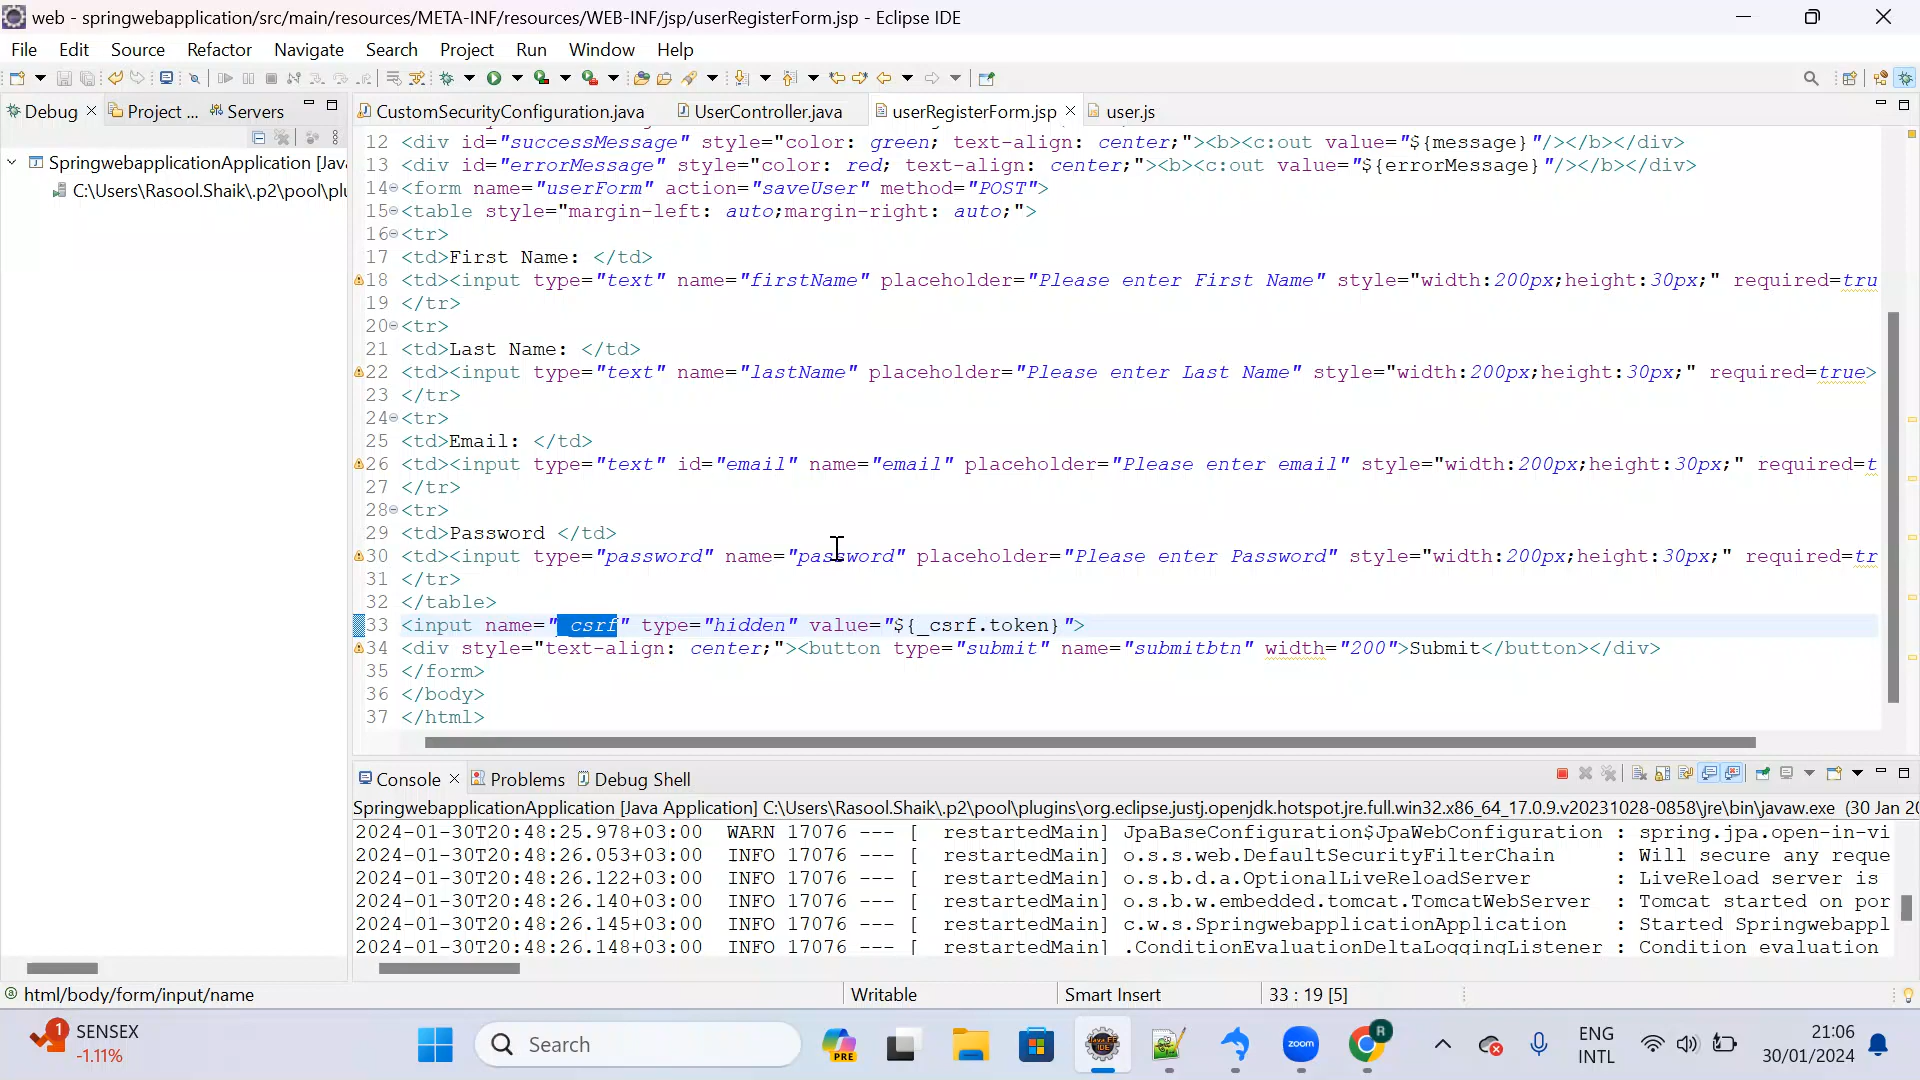 web - springwebapplication/src/main/resources/META-INF/resources/WEB-INF/jsp/userRegisterForm.jsp - Eclipse IDE
File Edit Source Refactor Navigate Search Project Run Window Help
Debug Project ... Servers
CustomSecurityConfiguration.java UserController.java userRegisterForm.jsp user.js
SpringwebapplicationApplication [Java
C:\Users\Rasool.Shaik\.p2\pool\plu
12 <div id="successMessage" style="color: green; text-align: center;"><b><c:out value="${message}"/></b></div>
13 <div id="errorMessage" style="color: red; text-align: center;"><b><c:out value="${errorMessage}"/></b></div>
14 <form name="userForm" action="saveUser" method="POST">
15 <table style="margin-left: auto;margin-right: auto;">
16 <tr>
17 <td>First Name: </td>
18 <td><input type="text" name="firstName" placeholder="Please enter First Name" style="width:200px;height:30px;" required=tru
19 </tr>
20 <tr>
21 <td>Last Name: </td>
22 <td><input type="text" name="lastName" placeholder="Please enter Last Name" style="width:200px;height:30px;" required=true>
23 </tr>
24 <tr>
25 <td>Email: </td>
26 <td><input type="text" id="email" name="email" placeholder="Please enter email" style="width:200px;height:30px;" required=t
27 </tr>
28 <tr>
29 <td>Password </td>
30 <td><input type="password" name="password" placeholder="Please enter Password" style="width:200px;height:30px;" required=tr
31 </tr>
32 </table>
33 <input name="_csrf" type="hidden" value="${_csrf.token}">
34 <div style="text-align: center;"><button type="submit" name="submitbtn" width="200">Submit</button></div>
35 </form>
36 </body>
37 </html>
Console Problems Debug Shell
SpringwebapplicationApplication [Java Application] C:\Users\Rasool.Shaik\.p2\pool\plugins\org.eclipse.justj.openjdk.hotspot.jre.full.win32.x86_64_17.0.9.v20231028-0858\jre\bin\javaw.exe (30 Jan 20
2024-01-30T20:48:25.978+03:00 WARN 17076 --- [ restartedMain] JpaBaseConfiguration$JpaWebConfiguration : spring.jpa.open-in-vi
2024-01-30T20:48:26.053+03:00 INFO 17076 --- [ restartedMain] o.s.s.web.DefaultSecurityFilterChain : Will secure any reque
2024-01-30T20:48:26.122+03:00 INFO 17076 --- [ restartedMain] o.s.b.d.a.OptionalLiveReloadServer : LiveReload server is
2024-01-30T20:48:26.140+03:00 INFO 17076 --- [ restartedMain] o.s.b.w.embedded.tomcat.TomcatWebServer : Tomcat started on por
2024-01-30T20:48:26.145+03:00 INFO 17076 --- [ restartedMain] c.w.s.SpringwebapplicationApplication : Started Springwebappl
2024-01-30T20:48:26.148+03:00 INFO 17076 --- [ restartedMain] .ConditionEvaluationDeltaLoggingListener : Condition evaluation
html/body/form/input/name Writable Smart Insert 33 : 19 [5]
1 SENSEX
-1.11%
Search
PRE
zoom
R
ENG
INTL
21:06
30/01/2024